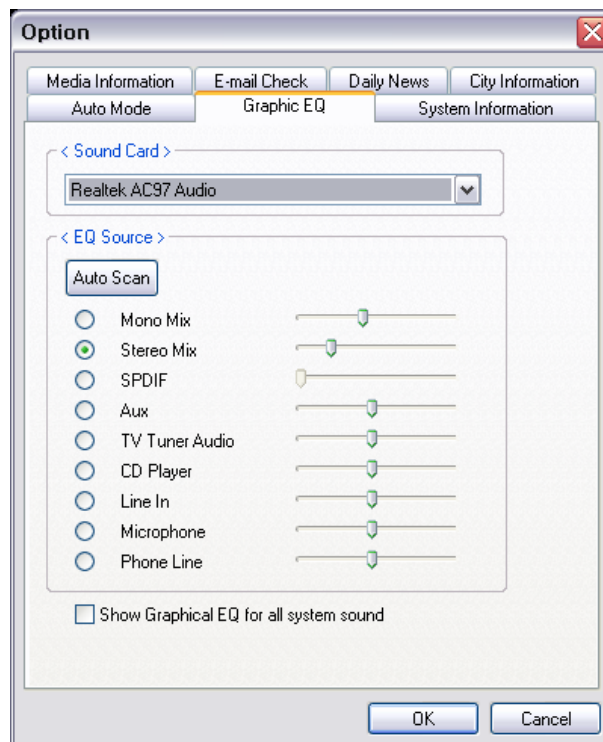 Option
Media Information E-mail Check Daily News City Information
Auto Mode Graphic EQ System Information
< Sound Card >
Realtek AC97 Audio
< EQ Source >
Auto Scan
Mono Mix
Stereo Mix
SPDIF
Aux
TV Tuner Audio
CD Player
Line In
Microphone
Phone Line
Show Graphical EQ for all system sound
OK Cancel